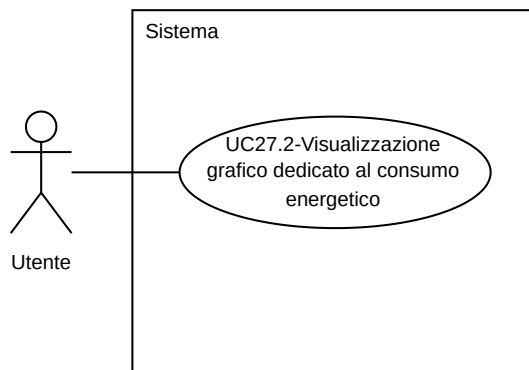 Sistema
UC27.2-Visualizzazione
grafico dedicato al consumo
energetico
Utente